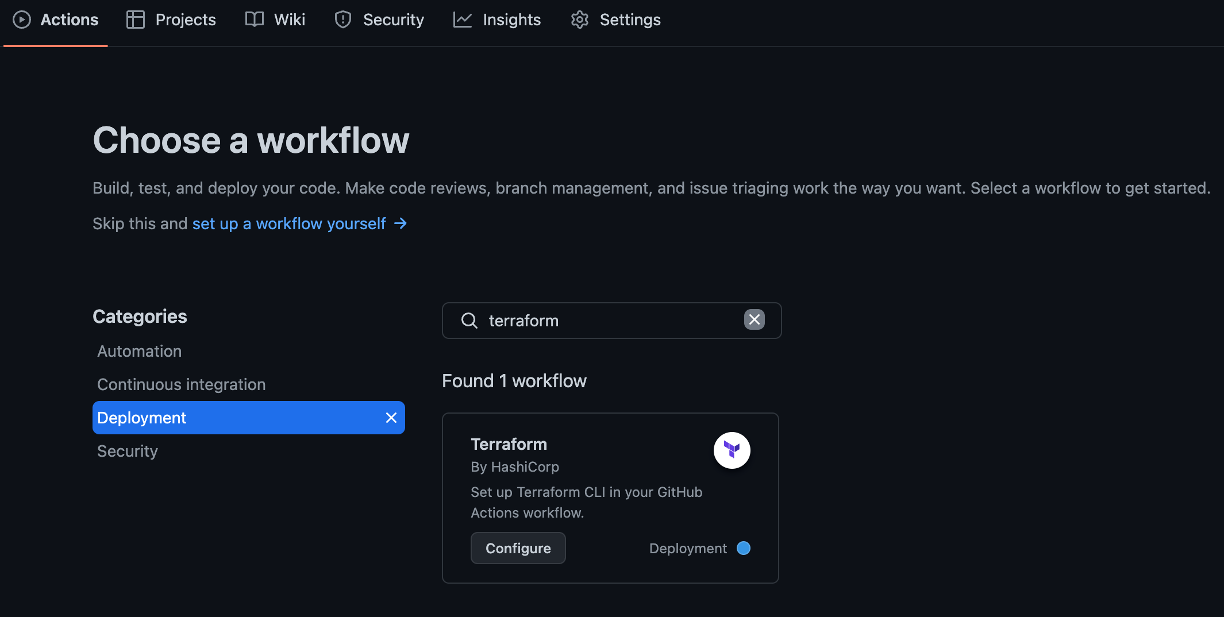 Actions Projects Wiki Security Insights Settings
Choose a workflow
Build, test, and deploy your code. Make code reviews, branch management, and issue triaging work the way you want. Select a workflow to get started.
Skip this and set up a workflow yourself →
Categories
Automation
Continuous integration
Deployment
Security
terraform
Found 1 workflow
Terraform
By HashiCorp
Set up Terraform CLI in your GitHub
Actions workflow.
Configure Deployment